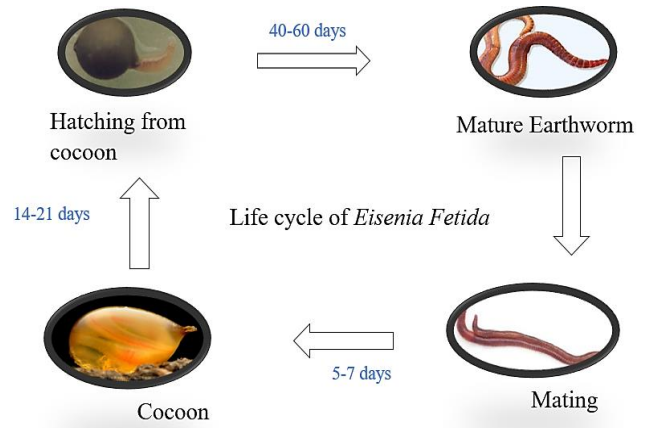 40-60 days
Hatching from
cocoon
Mature Earthworm
14-21 days
Life cycle of Eisenia Fetida
5-7 days
Cocoon
Mating